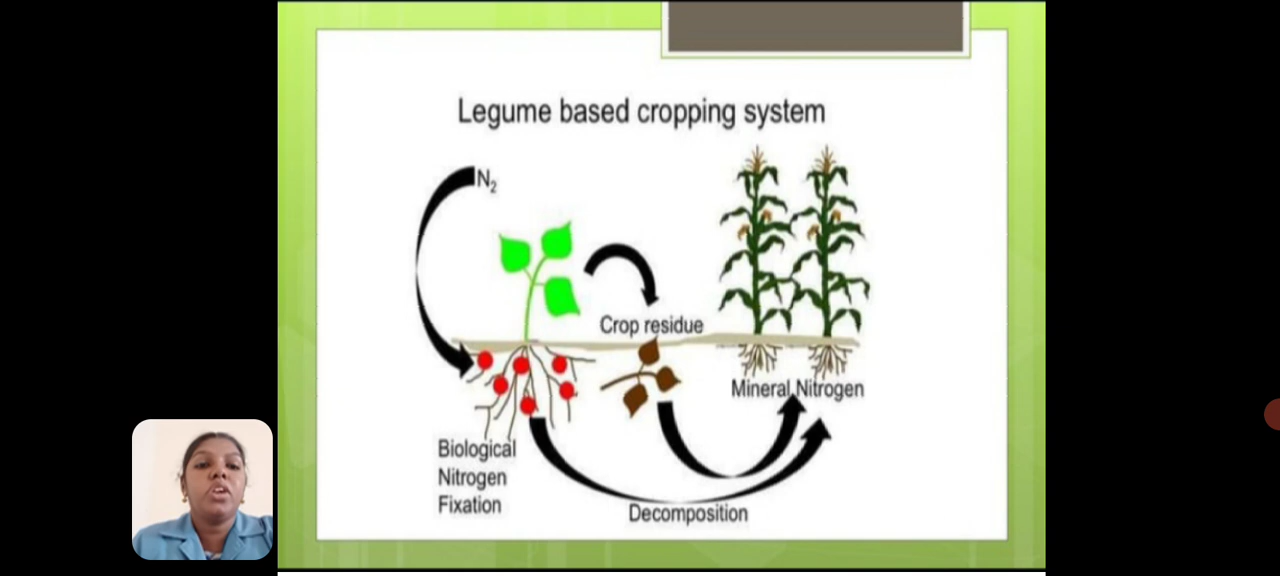 Legume based cropping system
N₂
Crop residue
Mineral Nitrogen
Biological
Nitrogen
Fixation
Decomposition